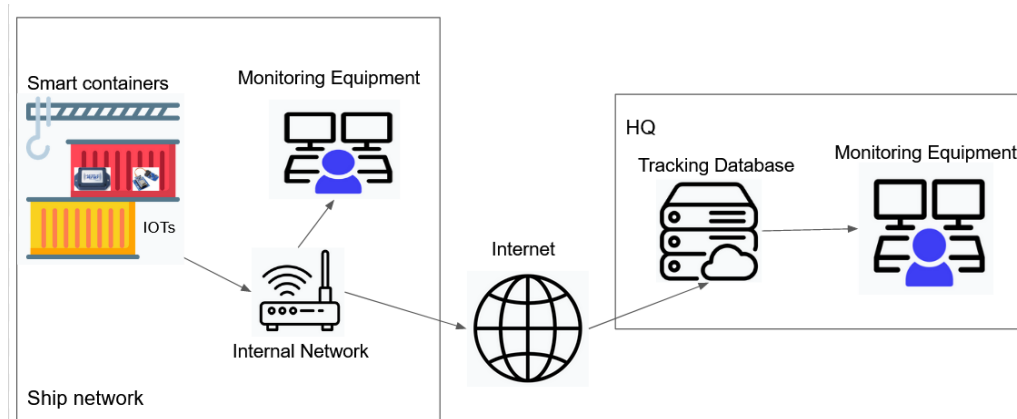 Smart containers
Monitoring Equipment
IOTs
Internal Network
Ship network
Internet
HQ
Tracking Database
Monitoring Equipment